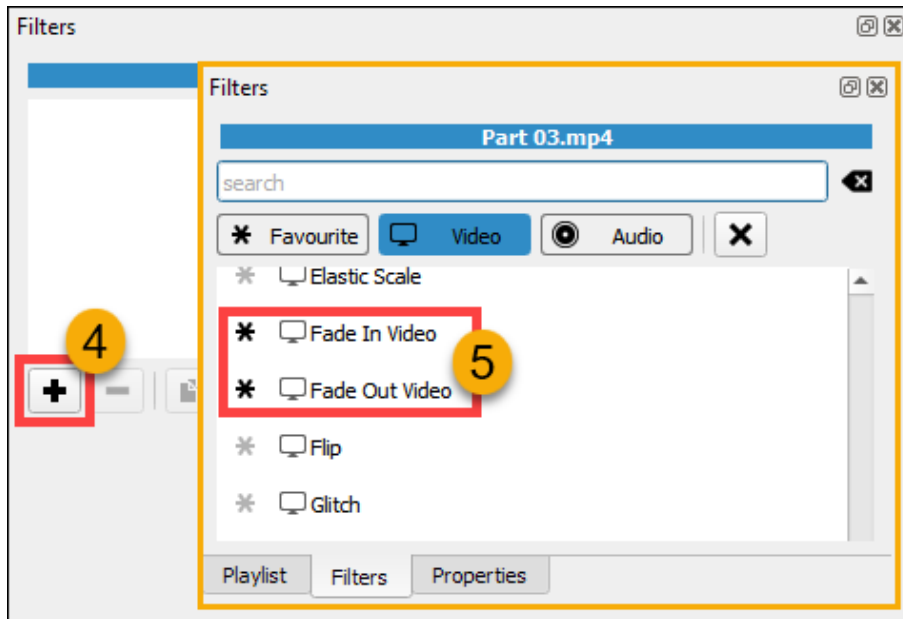 Filters
Filters
Part 03.mp4
search
Favourite Video Audio
Elastic Scale
Fade In Video
Fade Out Video
Flip
Glitch
4
5
Playlist Filters Properties